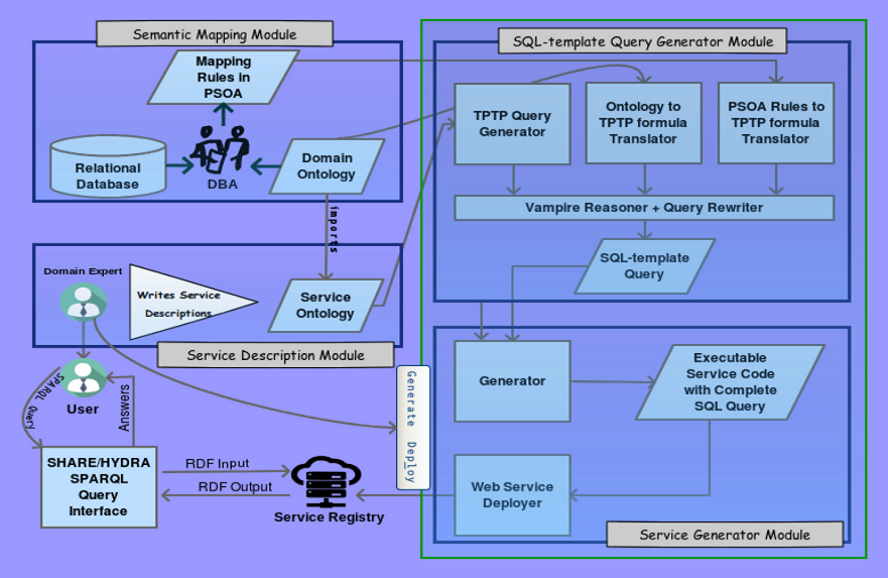 Semantic Mapping Module
Mapping
Rules in
PSOA
Relational
Database
DBA
Domain
Ontology
imports
Domain Expert
Writes Service
Descriptions
Service
Ontology
Service Description Module
SQL-template Query Generator Module
TPTP Query
Generator
Ontology to
TPTP formula
Translator
PSOA Rules to
TPTP formula
Translator
Vampire Reasoner + Query Rewriter
SQL-template
Query
Generator
Executable
Service Code
with Complete
SQL Query
Web Service
Deployer
Service Generator Module
Generate Deploy
User
SPARQL Query
Answers
SHARE/HYDRA
SPARQL
Query
Interface
RDF Input
RDF Output
Service Registry